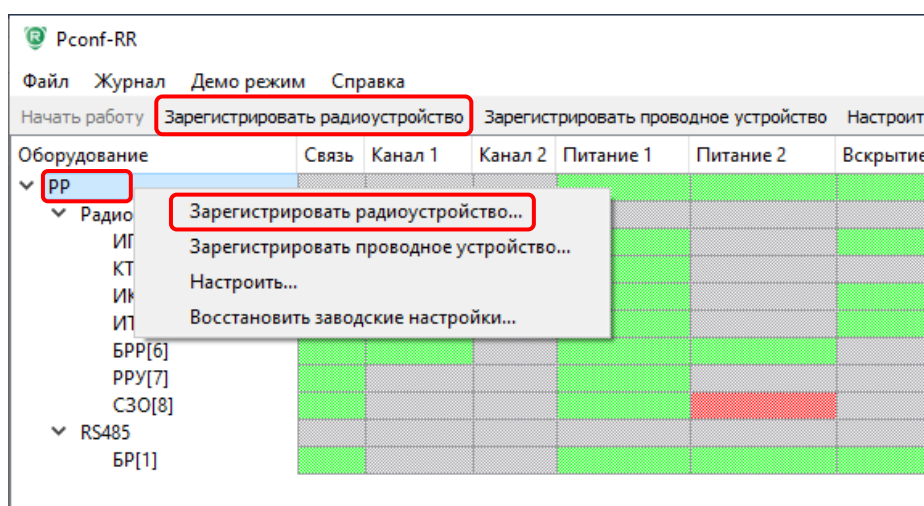 Pconf-RR
Файл Журнал Демо режим Справка
Начать работу Зарегистрировать радиоустройство Зарегистрировать проводное устройство Настроит
Оборудование Связь Канал 1 Канал 2 Питание 1 Питание 2 Вскрытие
РР
Радио
Зарегистрировать радиоустройство...
ИП
Зарегистрировать проводное устройство...
КТ
Настроить...
ИК
Восстановить заводские настройки...
ИТ
БРР[6]
РРУ[7]
СЗО[8]
RS485
БР[1]